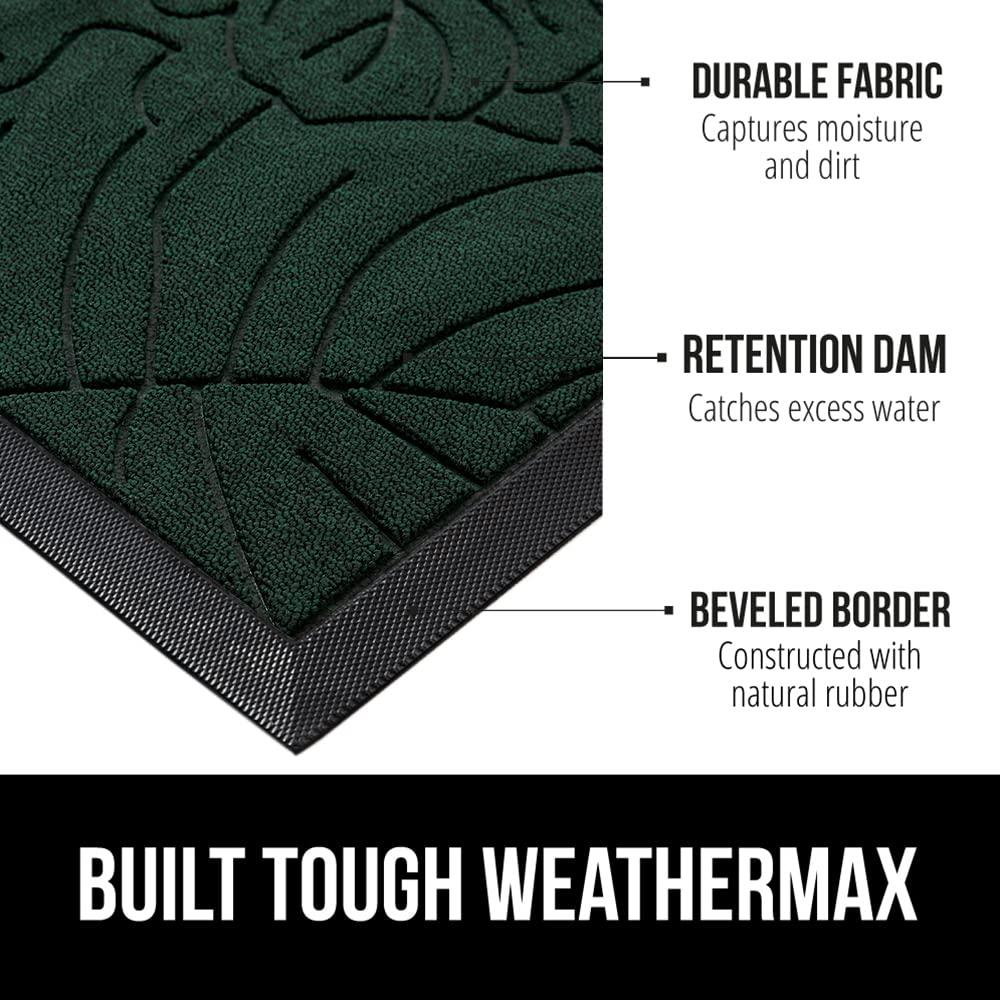 DURABLE FABRIC
Captures moisture
and dirt
RETENTION DAM
Catches excess water
BEVELED BORDER
Constructed with
natural rubber
BUILT TOUGH WEATHERMAX